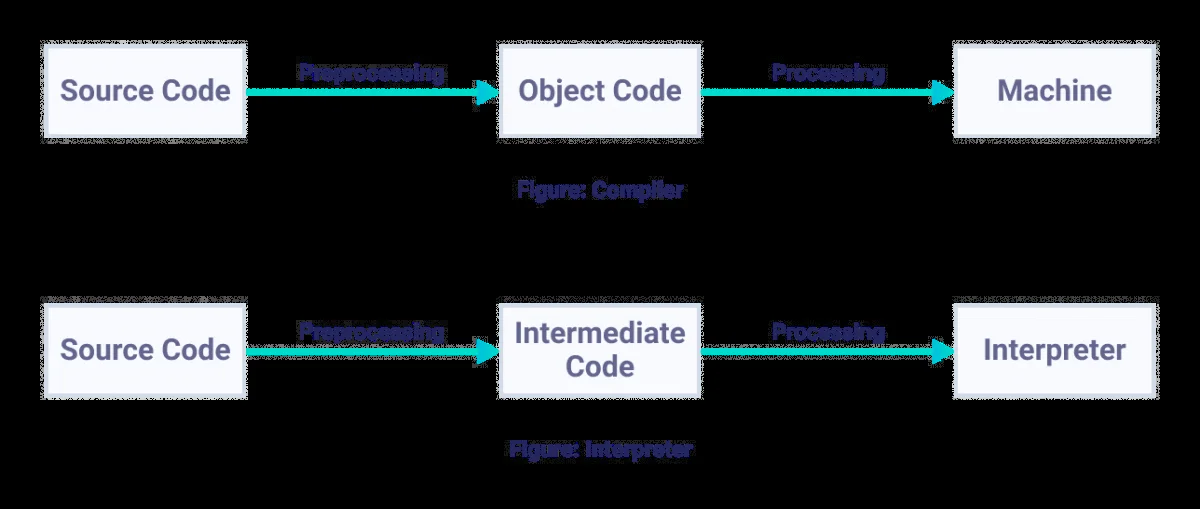 Preprocessing
Processing
Source Code
Object Code
Machine
Figure: Compiler
Preprocessing
Processing
Source Code
Intermediate
Code
Interpreter
Figure: Interpreter